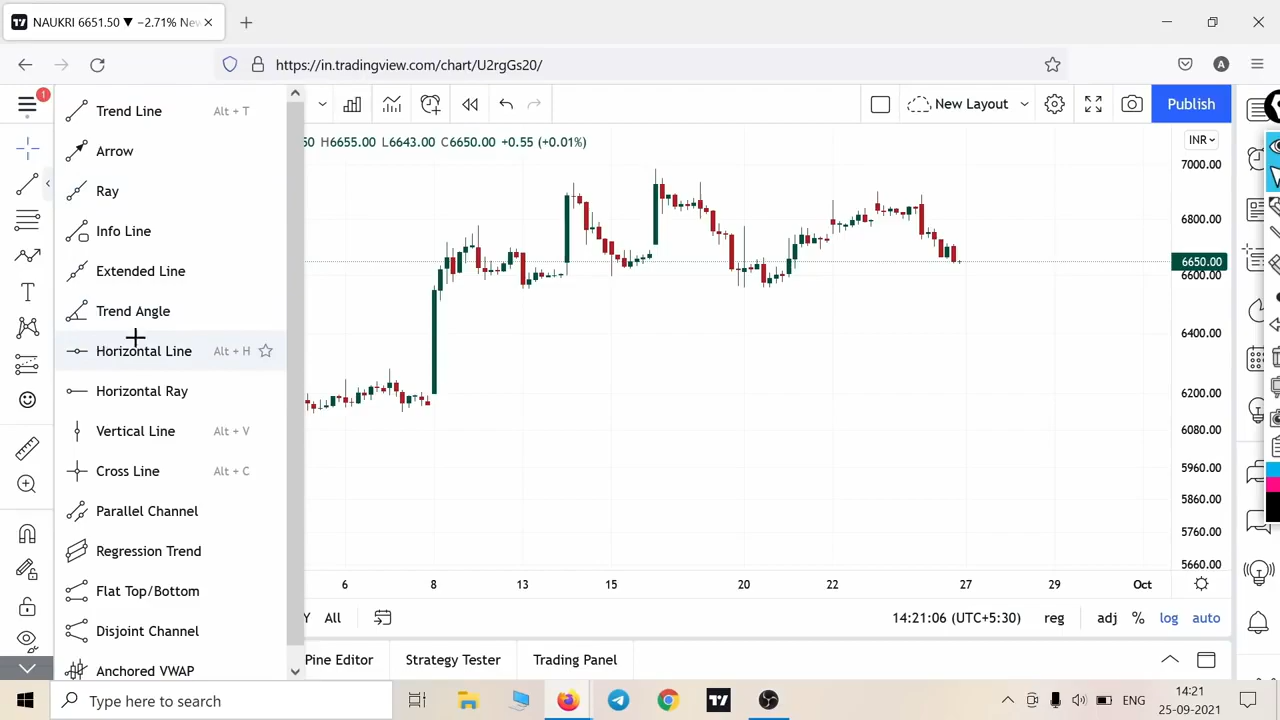 NAUKRI 6651.50 ▼ −2.71% New
https://in.tradingview.com/chart/U2rgGs20/
1
New Layout
Publish
50 H6655.00 L6643.00 C6650.00 +0.55 (+0.01%)
INR
Trend Line Alt + T
Arrow
Ray
Info Line
Extended Line
Trend Angle
Horizontal Line Alt + H
Horizontal Ray
Vertical Line Alt + V
Cross Line Alt + C
Parallel Channel
Regression Trend
Flat Top/Bottom
Disjoint Channel
Anchored VWAP
7000.00
6800.00
6650.00
6600.00
6400.00
6200.00
6080.00
5960.00
5860.00
5760.00
5660.00
6 8 13 15 20 22 27 29 Oct
Y All 14:21:06 (UTC+5:30) reg adj % log auto
Pine Editor Strategy Tester Trading Panel
Type here to search
ENG
14:21
25-09-2021